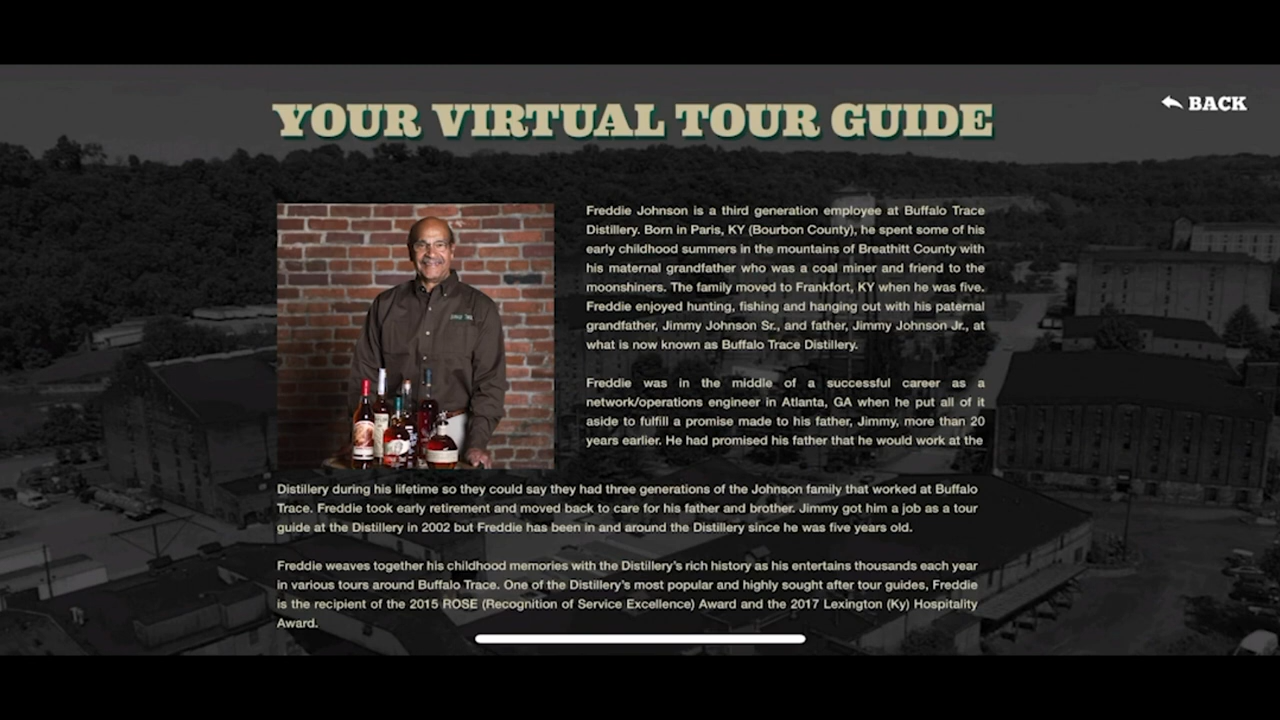 YOUR VIRTUAL TOUR GUIDE
BACK
Freddie Johnson is a third generation employee at Buffalo Trace
Distillery. Born in Paris, KY (Bourbon County), he spent some of his
early childhood summers in the mountains of Breathitt County with
his maternal grandfather who was a coal miner and friend to the
moonshiners. The family moved to Frankfort, KY when he was five.
Freddie enjoyed hunting, fishing and hanging out with his paternal
grandfather, Jimmy Johnson Sr., and father, Jimmy Johnson Jr., at
what is now known as Buffalo Trace Distillery.
Freddie was in the middle of a successful career as a
network/operations engineer in Atlanta, GA when he put all of it
aside to fulfill a promise made to his father, Jimmy, more than 20
years earlier. He had promised his father that he would work at the
Distillery during his lifetime so they could say they had three generations of the Johnson family that worked at Buffalo
Trace. Freddie took early retirement and moved back to care for his father and brother. Jimmy got him a job as a tour
guide at the Distillery in 2002 but Freddie has been in and around the Distillery since he was five years old.
Freddie weaves together his childhood memories with the Distillery's rich history as his entertains thousands each year
in various tours around Buffalo Trace. One of the Distillery's most popular and highly sought after tour guides, Freddie
is the recipient of the 2015 ROSE (Recognition of Service Excellence) Award and the 2017 Lexington (Ky) Hospitality
Award.